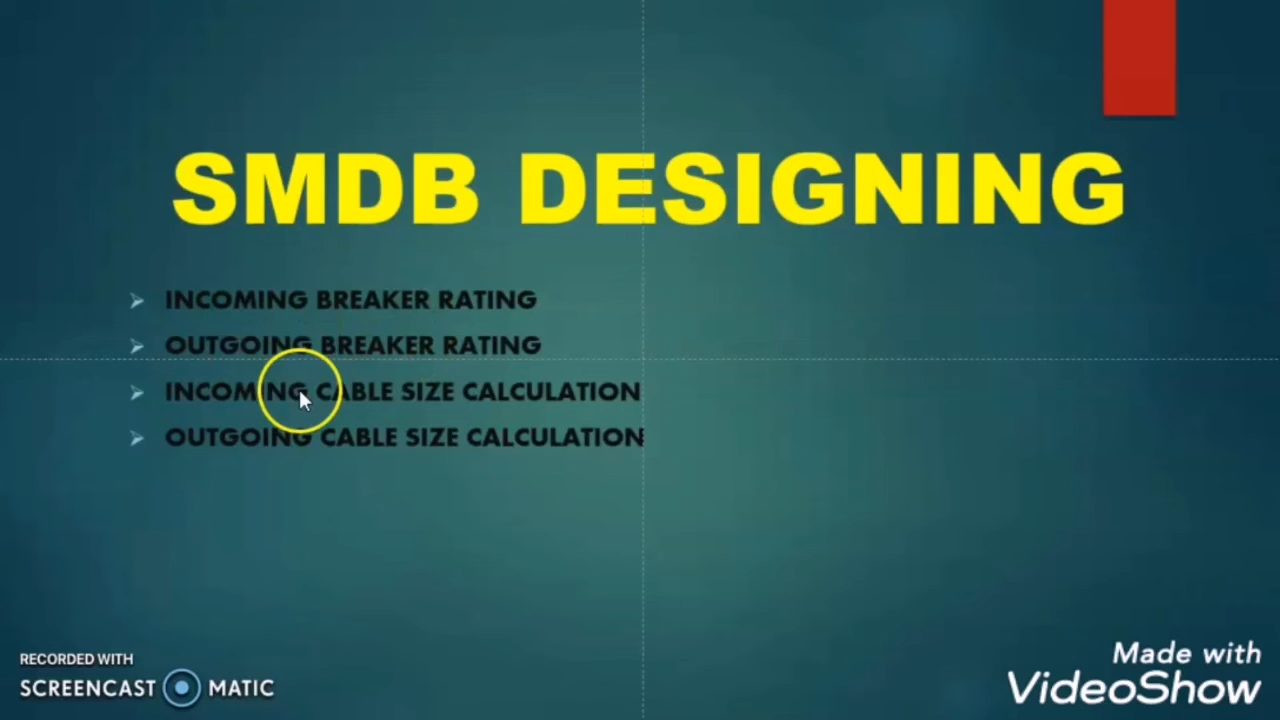 SMDB DESIGNING
INCOMING BREAKER RATING
OUTGOING BREAKER RATING
INCOMING CABLE SIZE CALCULATION
OUTGOING CABLE SIZE CALCULATION
RECORDED WITH
SCREENCAST MATIC
Made with
VideoShow